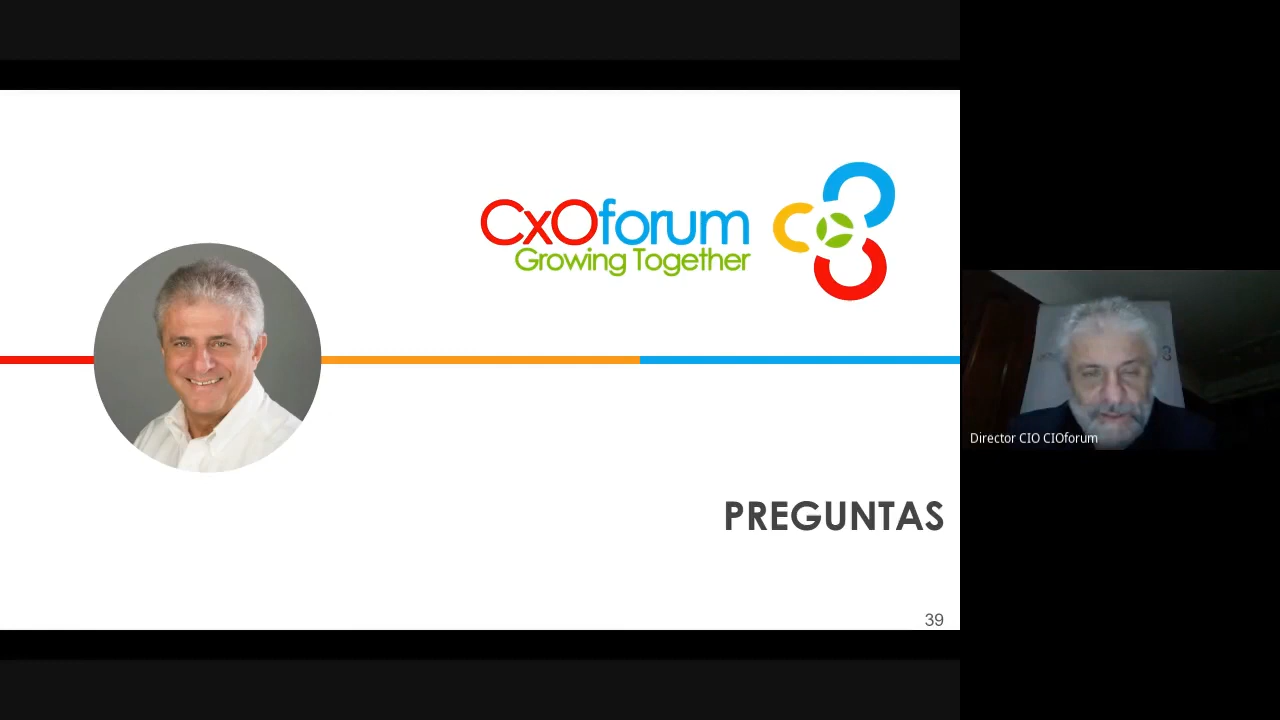 CxOforum
Growing Together
Director CIO CIOforum
PREGUNTAS
39